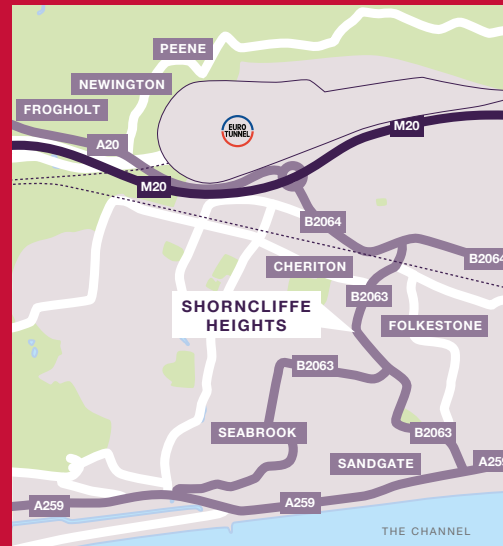 PEENE
NEWINGTON
FROGHOLT
EURO
TUNNEL
M20
A20
M20
B2064
B2064
CHERITON
B2063
SHORNCLIFFE
HEIGHTS
FOLKESTONE
B2063
SEABROOK
B2063
SANDGATE
A259
A259
A259
THE CHANNEL